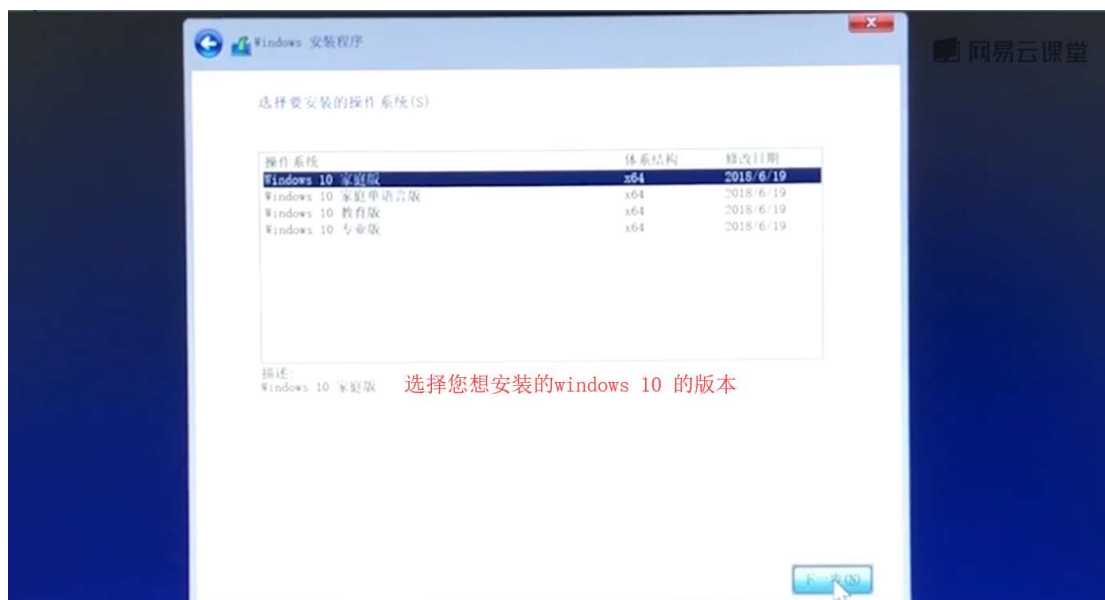 Windows 安装程序
网易云课堂
选择要安装的操作系统(S)
操作系统 体系结构 修改日期
Windows 10 家庭版 x64 2018/6/19
Windows 10 家庭单语言版 x64 2018/6/19
Windows 10 教育版 x64 2018/6/19
Windows 10 专业版 x64 2018/6/19
描述:
Windows 10 家庭版
选择您想安装的windows 10 的版本
下一步(N)